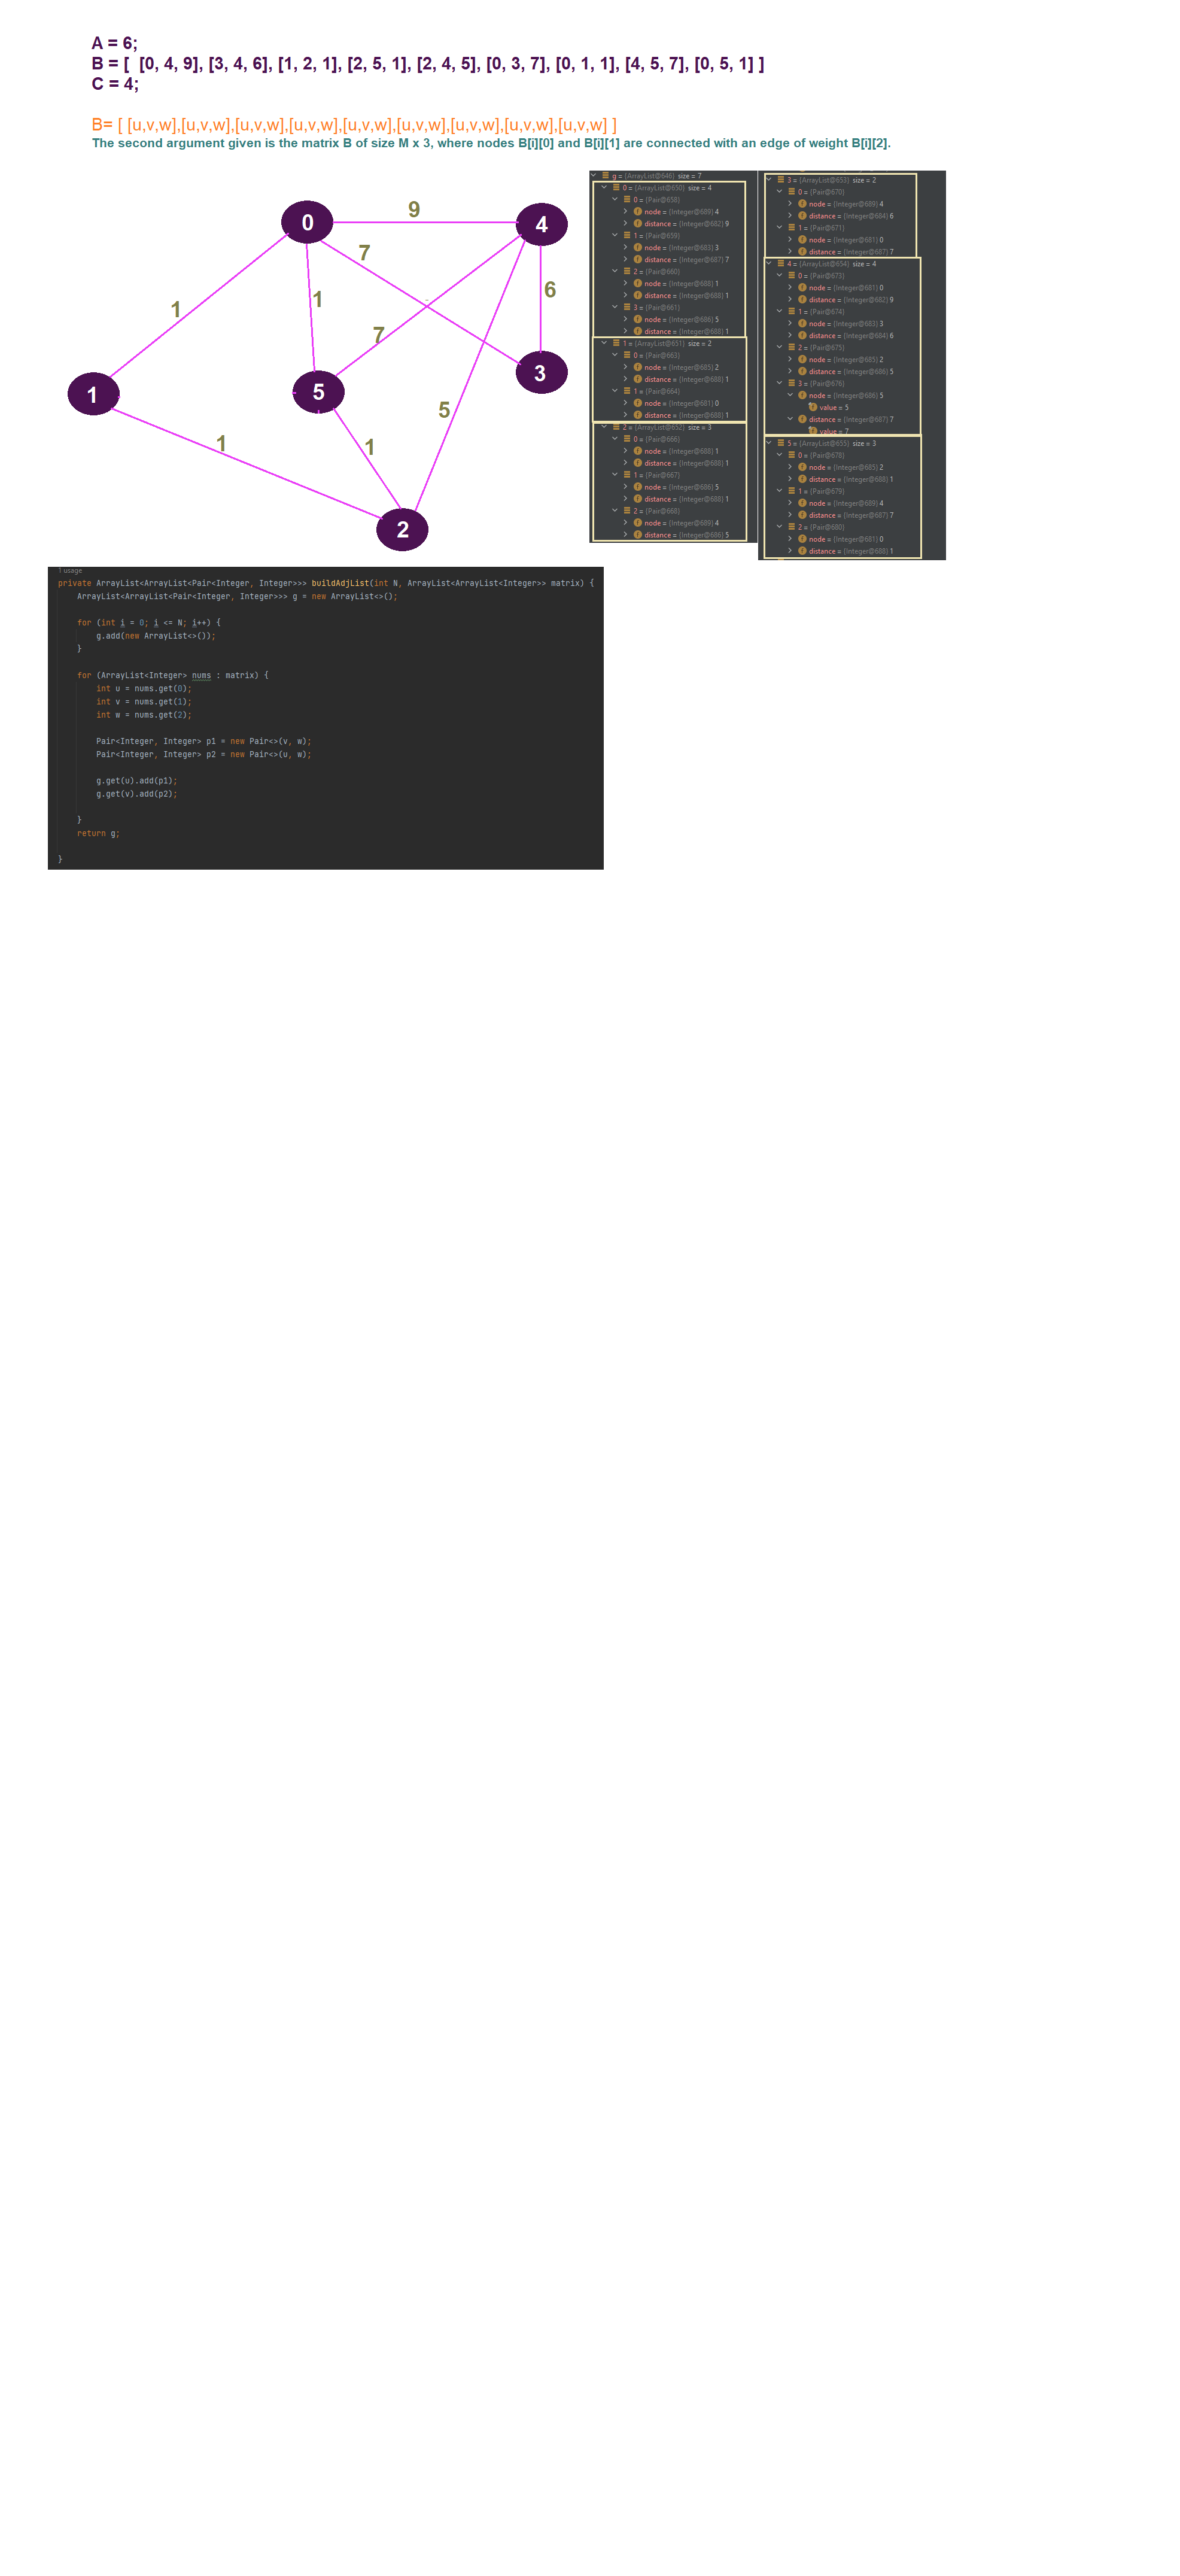 A = 6;
B = [  [0, 4, 9], [3, 4, 6], [1, 2, 1], [2, 5, 1], [2, 4, 5], [0, 3, 7], [0, 1, 1], [4, 5, 7], [0, 5, 1] ]
C = 4;
B= [ [u,v,w],[u,v,w],[u,v,w],[u,v,w],[u,v,w],[u,v,w],[u,v,w],[u,v,w],[u,v,w] ]
The second argument given is the matrix B of size M x 3, where nodes B[i][0] and B[i][1] are connected with an edge of weight B[i][2].
0
9
4
7
1
1
6
7
3
1
5
5
1
1
2
g = {ArrayList@646} size = 7
0 = {ArrayList@650} size = 4
0 = {Pair@658}
node = {Integer@689} 4
distance = {Integer@682} 9
1 = {Pair@659}
node = {Integer@683} 3
distance = {Integer@687} 7
2 = {Pair@660}
node = {Integer@688} 1
distance = {Integer@688} 1
3 = {Pair@661}
node = {Integer@686} 5
distance = {Integer@688} 1
1 = {ArrayList@651} size = 2
0 = {Pair@663}
node = {Integer@685} 2
distance = {Integer@688} 1
1 = {Pair@664}
node = {Integer@681} 0
distance = {Integer@688} 1
2 = {ArrayList@652} size = 3
0 = {Pair@666}
node = {Integer@688} 1
distance = {Integer@688} 1
1 = {Pair@667}
node = {Integer@686} 5
distance = {Integer@688} 1
2 = {Pair@668}
node = {Integer@689} 4
distance = {Integer@686} 5
3 = {ArrayList@653} size = 2
0 = {Pair@670}
node = {Integer@689} 4
distance = {Integer@684} 6
1 = {Pair@671}
node = {Integer@681} 0
distance = {Integer@687} 7
4 = {ArrayList@654} size = 4
0 = {Pair@673}
node = {Integer@681} 0
distance = {Integer@682} 9
1 = {Pair@674}
node = {Integer@683} 3
distance = {Integer@684} 6
2 = {Pair@675}
node = {Integer@685} 2
distance = {Integer@686} 5
3 = {Pair@676}
node = {Integer@686} 5
value = 5
distance = {Integer@687} 7
value = 7
5 = {ArrayList@655} size = 3
0 = {Pair@678}
node = {Integer@685} 2
distance = {Integer@688} 1
1 = {Pair@679}
node = {Integer@689} 4
distance = {Integer@687} 7
2 = {Pair@680}
node = {Integer@681} 0
distance = {Integer@688} 1
1 usage
private ArrayList<ArrayList<Pair<Integer, Integer>>> buildAdjList(int N, ArrayList<ArrayList<Integer>> matrix) {
ArrayList<ArrayList<Pair<Integer, Integer>>> g = new ArrayList<>();
for (int i = 0; i <= N; i++) {
g.add(new ArrayList<>());
}
for (ArrayList<Integer> nums : matrix) {
int u = nums.get(0);
int v = nums.get(1);
int w = nums.get(2);
Pair<Integer, Integer> p1 = new Pair<>(v, w);
Pair<Integer, Integer> p2 = new Pair<>(u, w);
g.get(u).add(p1);
g.get(v).add(p2);
}
return g;
}